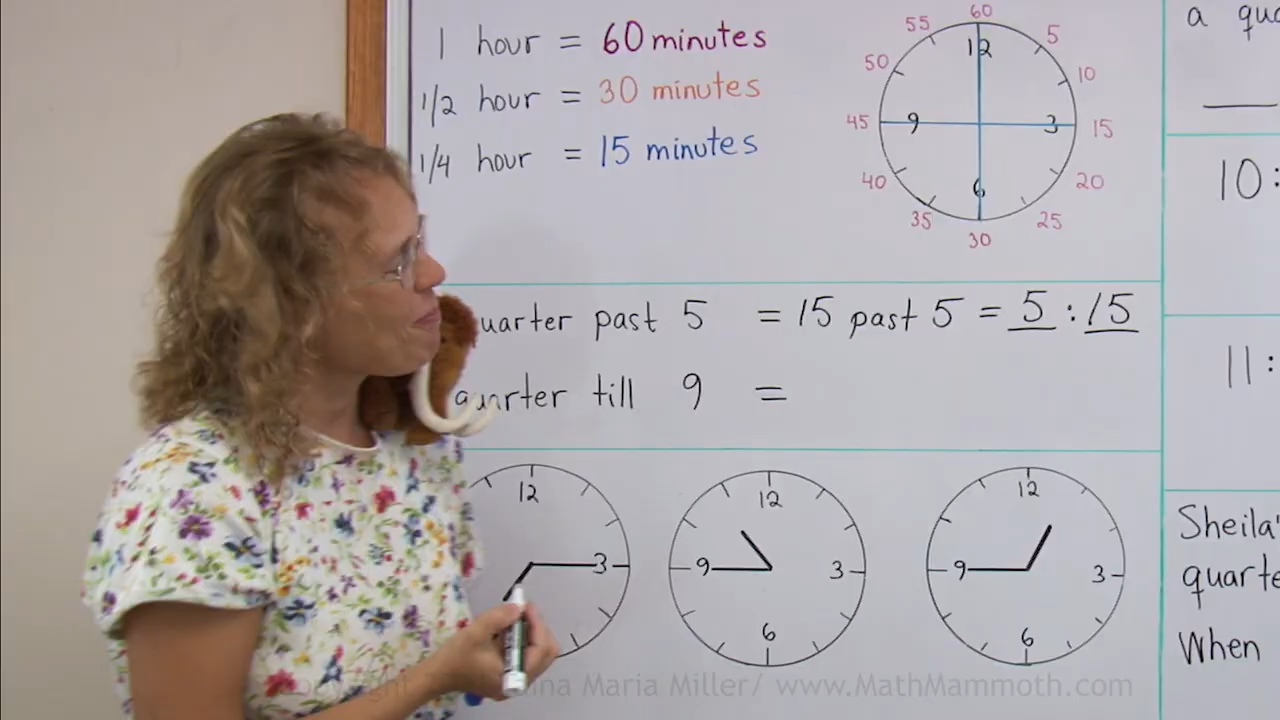 1 hour = 60 minutes
1/2 hour = 30 minutes
1/4 hour = 15 minutes
60
55 5
50 12 10
45 9 3 15
40 6 20
35 25
30
a
10:
11:
uarter past 5 = 15 past 5 = 5 : 15
quarter till 9 =
12
3
12
9 3
6
12
9 3
6
Sheila'
quarte
When
Maria Miller/ www.MathMammoth.com